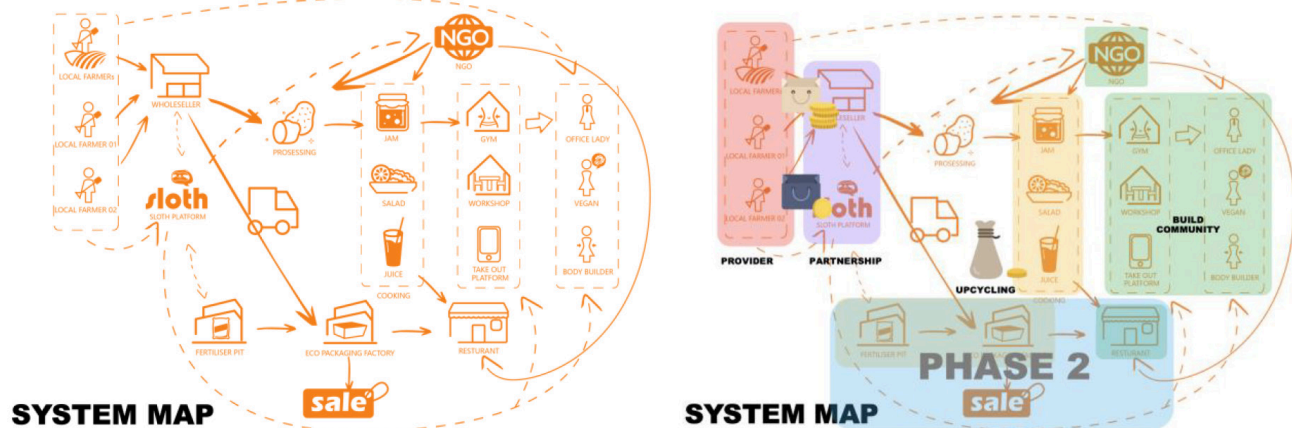 NGO
NGO
LOCAL FARMERs
WHOLESELLER
LOCAL FARMER 01
PROSESSING
JAM
GYM
OFFICE LADY
LOCAL FARMER 02
sloth
SLOTH PLATFORM
SALAD
WORKSHOP
VEGAN
JUICE
TAKE OUT
PLATFORM
BODY BUILDER
COOKING
FERTILISER PIT
ECO PACKAGING FACTORY
RESTURANT
sale
SYSTEM MAP
NGO
NGO
LOCAL FARMER
SELLER
LOCAL FARMER 01
PROSESSING
JAM
GYM
OFFICE LADY
LOCAL FARMER 02
oth
SLOTH PLATFORM
SALAD
WORKSHOP
VEGAN
BUILD
COMMUNITY
PROVIDER
PARTNERSHIP
UPCYCLING
JUICE
TAKE OUT
PLATFORM
BODY BUILDER
COOKING
FERTILISER PIT
RESTURANT
PHASE 2
sale
SYSTEM MAP